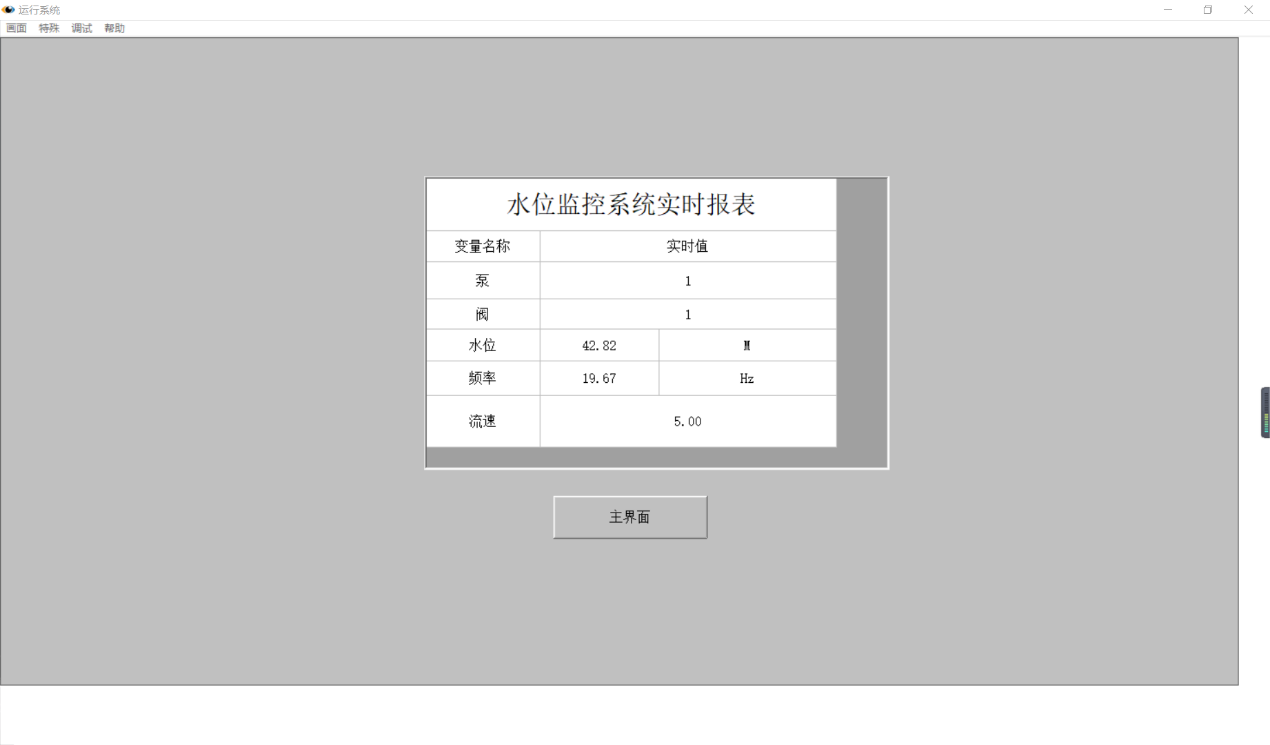 运行系统
画面 特殊 调试 帮助
水位监控系统实时报表
变量名称 实时值
泵 1
阀 1
水位 42.82 M
频率 19.67 Hz
流速 5.00
主界面